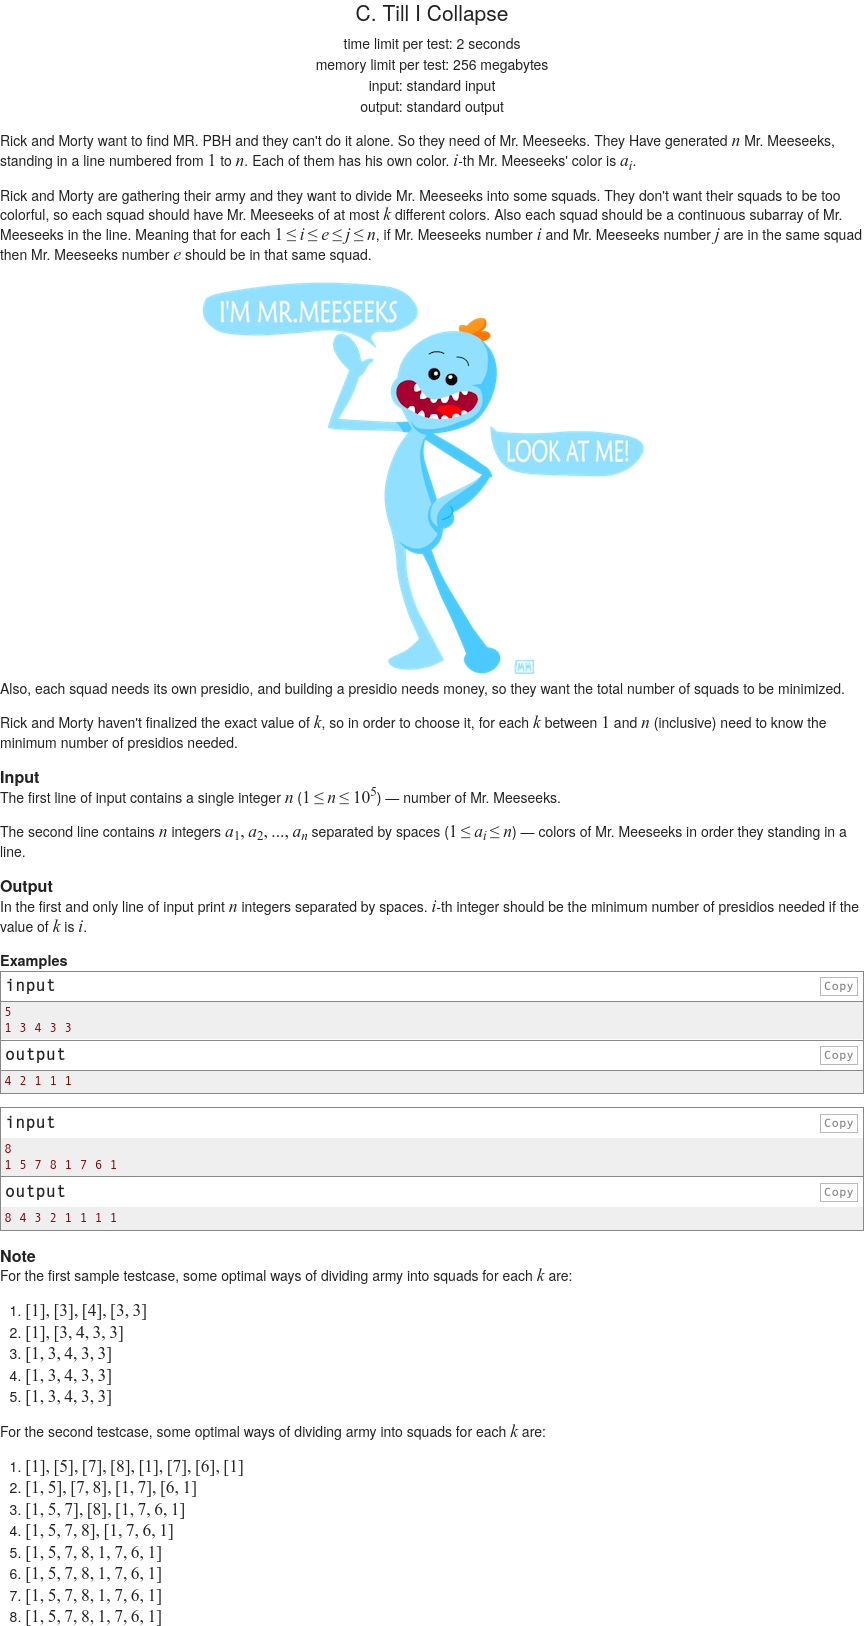 C. Till I Collapse
time limit per test: 2 seconds
memory limit per test: 256 megabytes
input: standard input
output: standard output
Rick and Morty want to find MR. PBH and they can't do it alone. So they need of Mr. Meeseeks. They Have generated n Mr. Meeseeks,
standing in a line numbered from 1 to n. Each of them has his own color. i-th Mr. Meeseeks' color is a_i.
Rick and Morty are gathering their army and they want to divide Mr. Meeseeks into some squads. They don't want their squads to be too
colorful, so each squad should have Mr. Meeseeks of at most k different colors. Also each squad should be a continuous subarray of Mr.
Meeseeks in the line. Meaning that for each 1 ≤ i ≤ e ≤ j ≤ n, if Mr. Meeseeks number i and Mr. Meeseeks number j are in the same squad
then Mr. Meeseeks number e should be in that same squad.
I'M MR.MEESEEKS
LOOK AT ME!
MM
Also, each squad needs its own presidio, and building a presidio needs money, so they want the total number of squads to be minimized.
Rick and Morty haven't finalized the exact value of k, so in order to choose it, for each k between 1 and n (inclusive) need to know the
minimum number of presidios needed.
Input
The first line of input contains a single integer n (1 ≤ n ≤ 10^5) — number of Mr. Meeseeks.
The second line contains n integers a_1, a_2, ..., a_n separated by spaces (1 ≤ a_i ≤ n) — colors of Mr. Meeseeks in order they standing in a
line.
Output
In the first and only line of input print n integers separated by spaces. i-th integer should be the minimum number of presidios needed if the
value of k is i.
Examples
input Copy
5
1 3 4 3 3
output Copy
4 2 1 1 1
input Copy
8
1 5 7 8 1 7 6 1
output Copy
8 4 3 2 1 1 1 1
Note
For the first sample testcase, some optimal ways of dividing army into squads for each k are:
1. [1], [3], [4], [3, 3]
2. [1], [3, 4, 3, 3]
3. [1, 3, 4, 3, 3]
4. [1, 3, 4, 3, 3]
5. [1, 3, 4, 3, 3]
For the second testcase, some optimal ways of dividing army into squads for each k are:
1. [1], [5], [7], [8], [1], [7], [6], [1]
2. [1, 5], [7, 8], [1, 7], [6, 1]
3. [1, 5, 7], [8], [1, 7, 6, 1]
4. [1, 5, 7, 8], [1, 7, 6, 1]
5. [1, 5, 7, 8, 1, 7, 6, 1]
6. [1, 5, 7, 8, 1, 7, 6, 1]
7. [1, 5, 7, 8, 1, 7, 6, 1]
8. [1, 5, 7, 8, 1, 7, 6, 1]